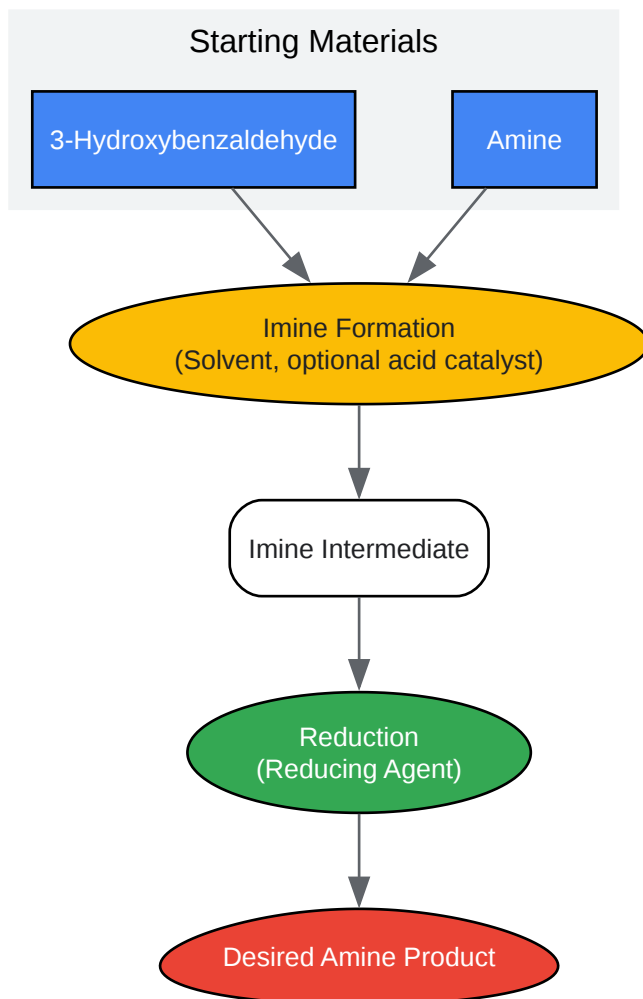 Starting Materials
3-Hydroxybenzaldehyde
Amine
Imine Formation
(Solvent, optional acid catalyst)
Imine Intermediate
Reduction
(Reducing Agent)
Desired Amine Product